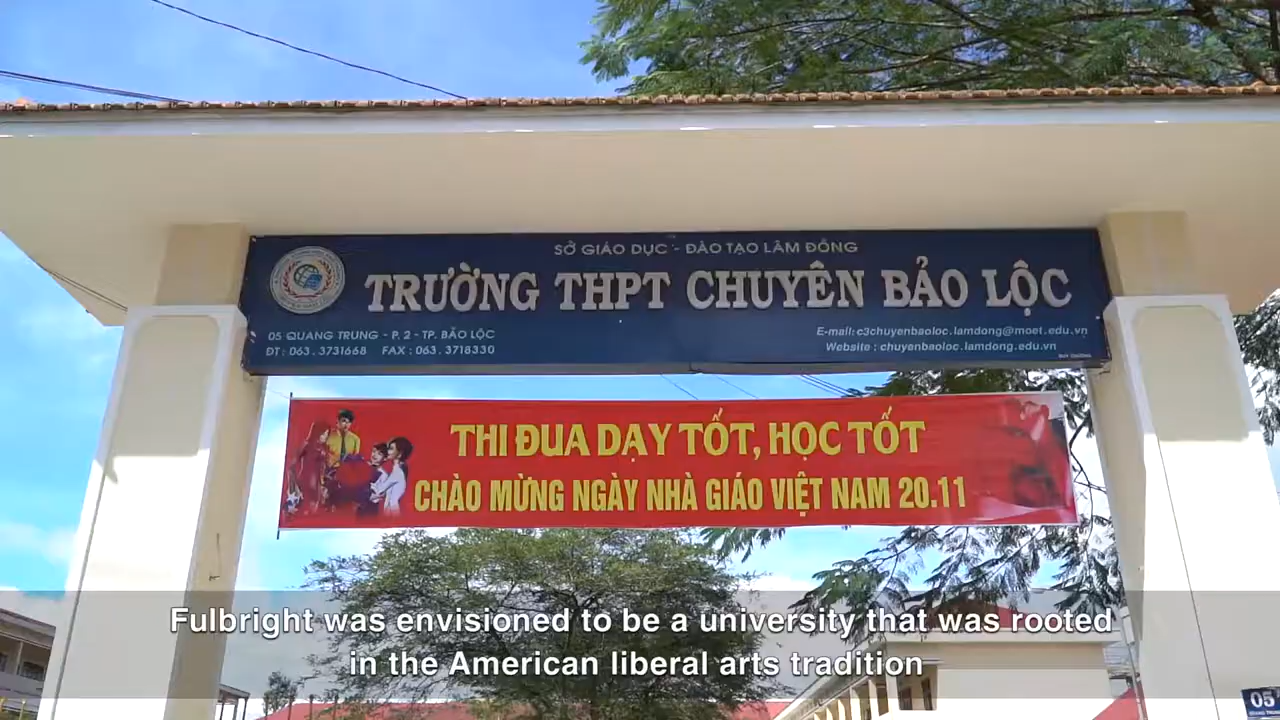 SỞ GIÁO DỤC - ĐÀO TẠO LÂM ĐỒNG
TRƯỜNG THPT CHUYÊN BẢO LỘC
05 QUANG TRUNG - P. 2 - TP. BẢO LỘC
ĐT : 063 . 3731668 FAX : 063 . 3718330
E-mail: c3chuyenbaoloc.lamdong@moet.edu.vn
Website : chuyenbaoloc.lamdong.edu.vn
THI ĐUA DẠY TỐT, HỌC TỐT
CHÀO MỪNG NGÀY NHÀ GIÁO VIỆT NAM 20.11
Fulbright was envisioned to be a university that was rooted
in the American liberal arts tradition
05